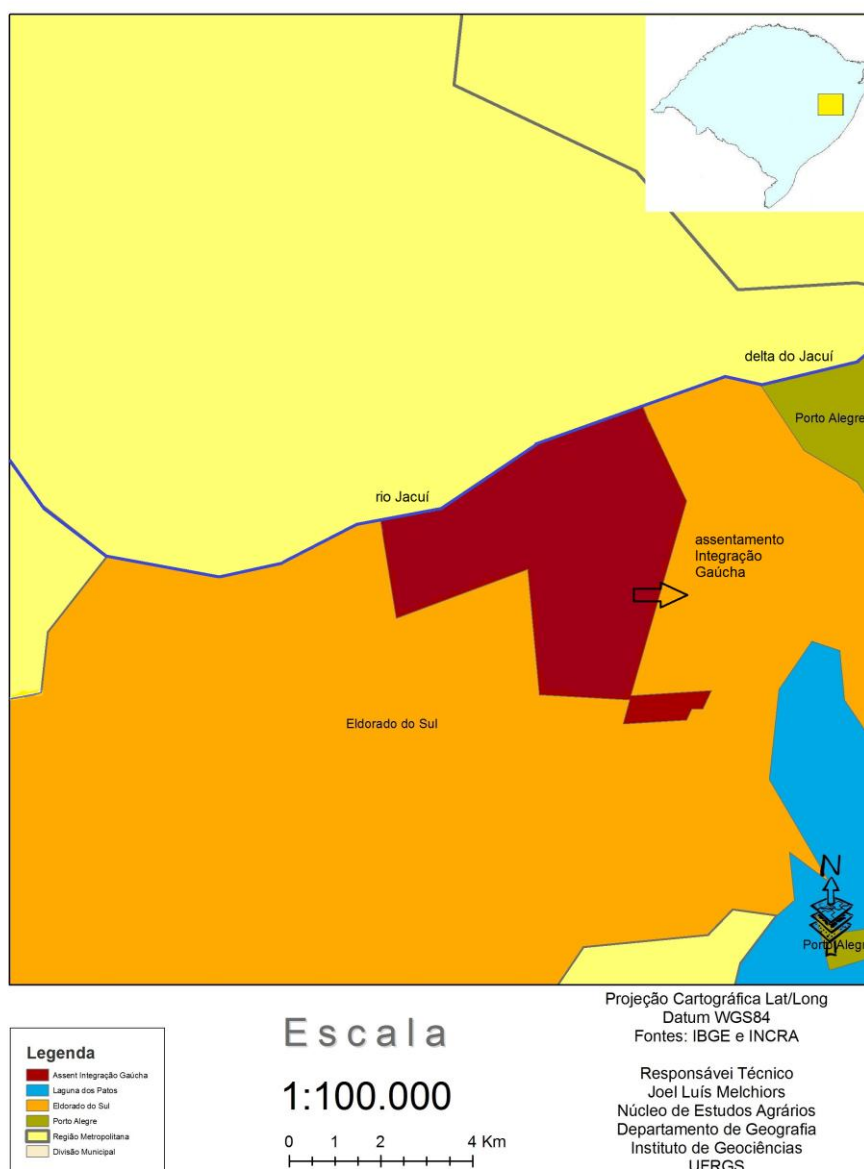 delta do Jacuí
Porto Alegre
rio Jacuí
assentamento
Integração
Gaúcha
Eldorado do Sul
N
Porto Alegr
Legenda
Assent Integração Gaúcha
Laguna dos Patos
Eldorado do Sul
Porto Alegre
Região Metropolitana
Divisão Municipal
Escala
1:100.000
0 1 2 4 Km
Projeção Cartográfica Lat/Long
Datum WGS84
Fontes: IBGE e INCRA
Responsávei Técnico
Joel Luís Melchiors
Núcleo de Estudos Agrários
Departamento de Geografia
Instituto de Geociências
UFRGS